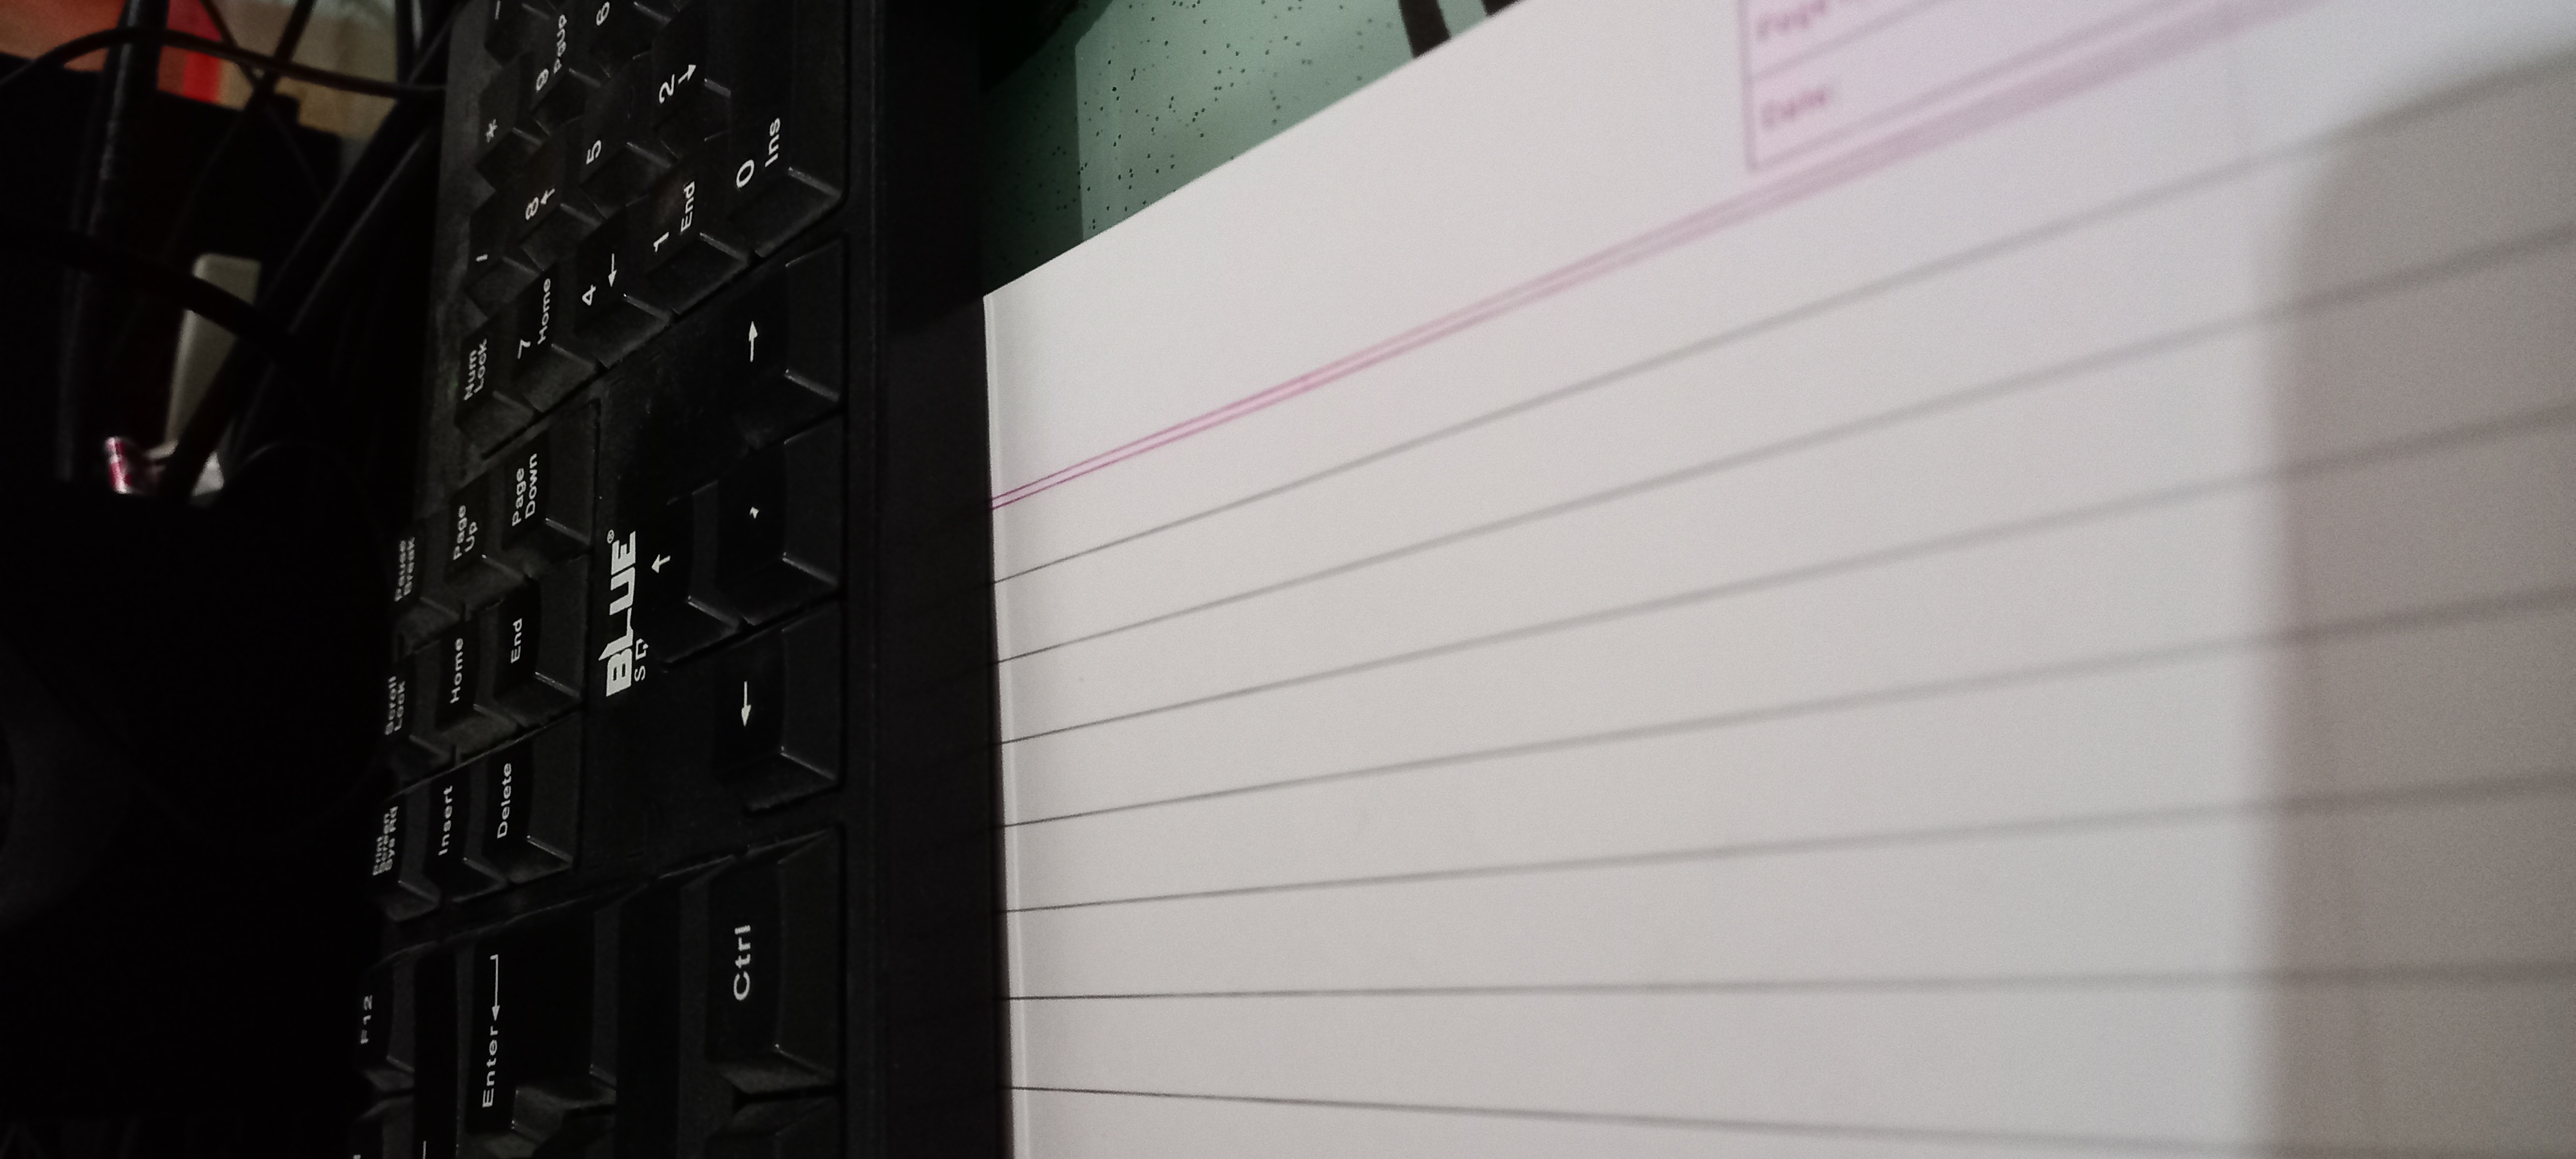 F12
Print Screen Sys Rq
Scroll Lock
Pause Break
Insert
Home
Page Up
Num Lock
/
*
Enter
Delete
End
Page Down
7 Home
8
9 PgUp
4
5
6
BLUE®
1 End
2
Ctrl
0 Ins